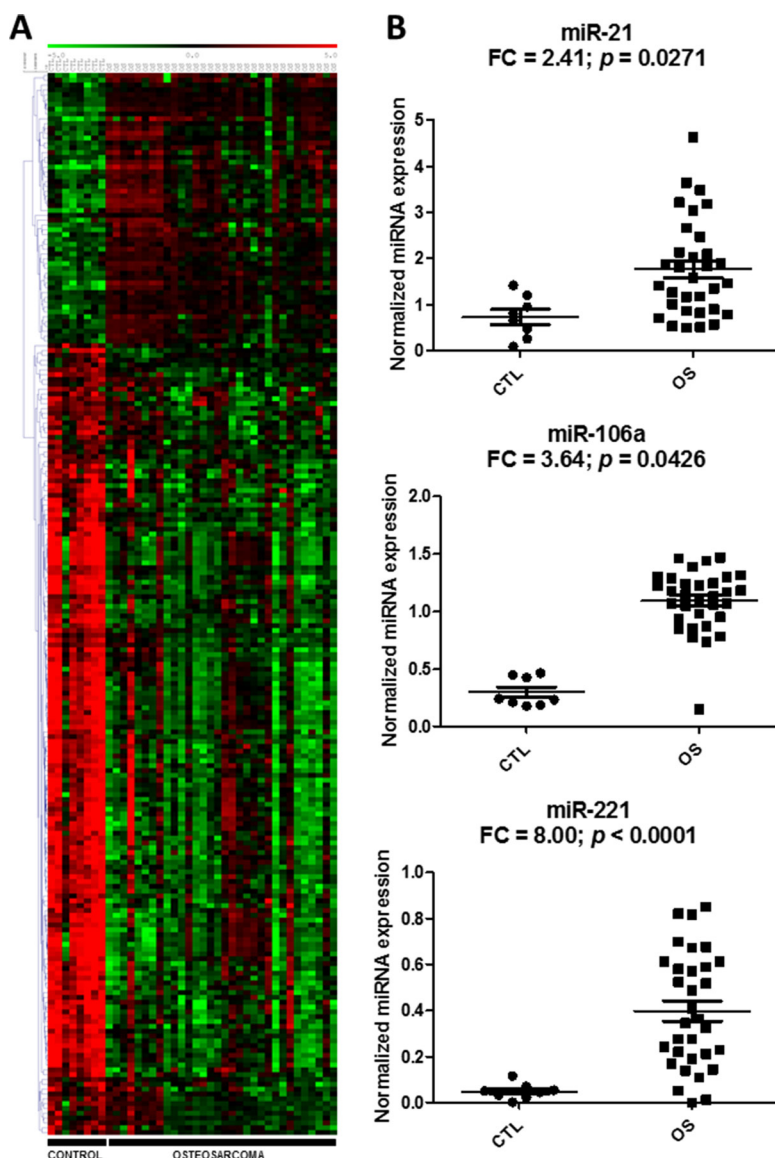 A
B
0.0
CONTROL OSTEOSARCOMA
miR-21
FC = 2.41; p = 0.0271
Normalized miRNA expression
5
4
3
2
1
0
CTL OS
miR-106a
FC = 3.64; p = 0.0426
Normalized miRNA expression
2.0
1.5
1.0
0.5
0.0
CTL OS
miR-221
FC = 8.00; p < 0.0001
Normalized miRNA expression
1.0
0.8
0.6
0.4
0.2
0.0
CTL OS